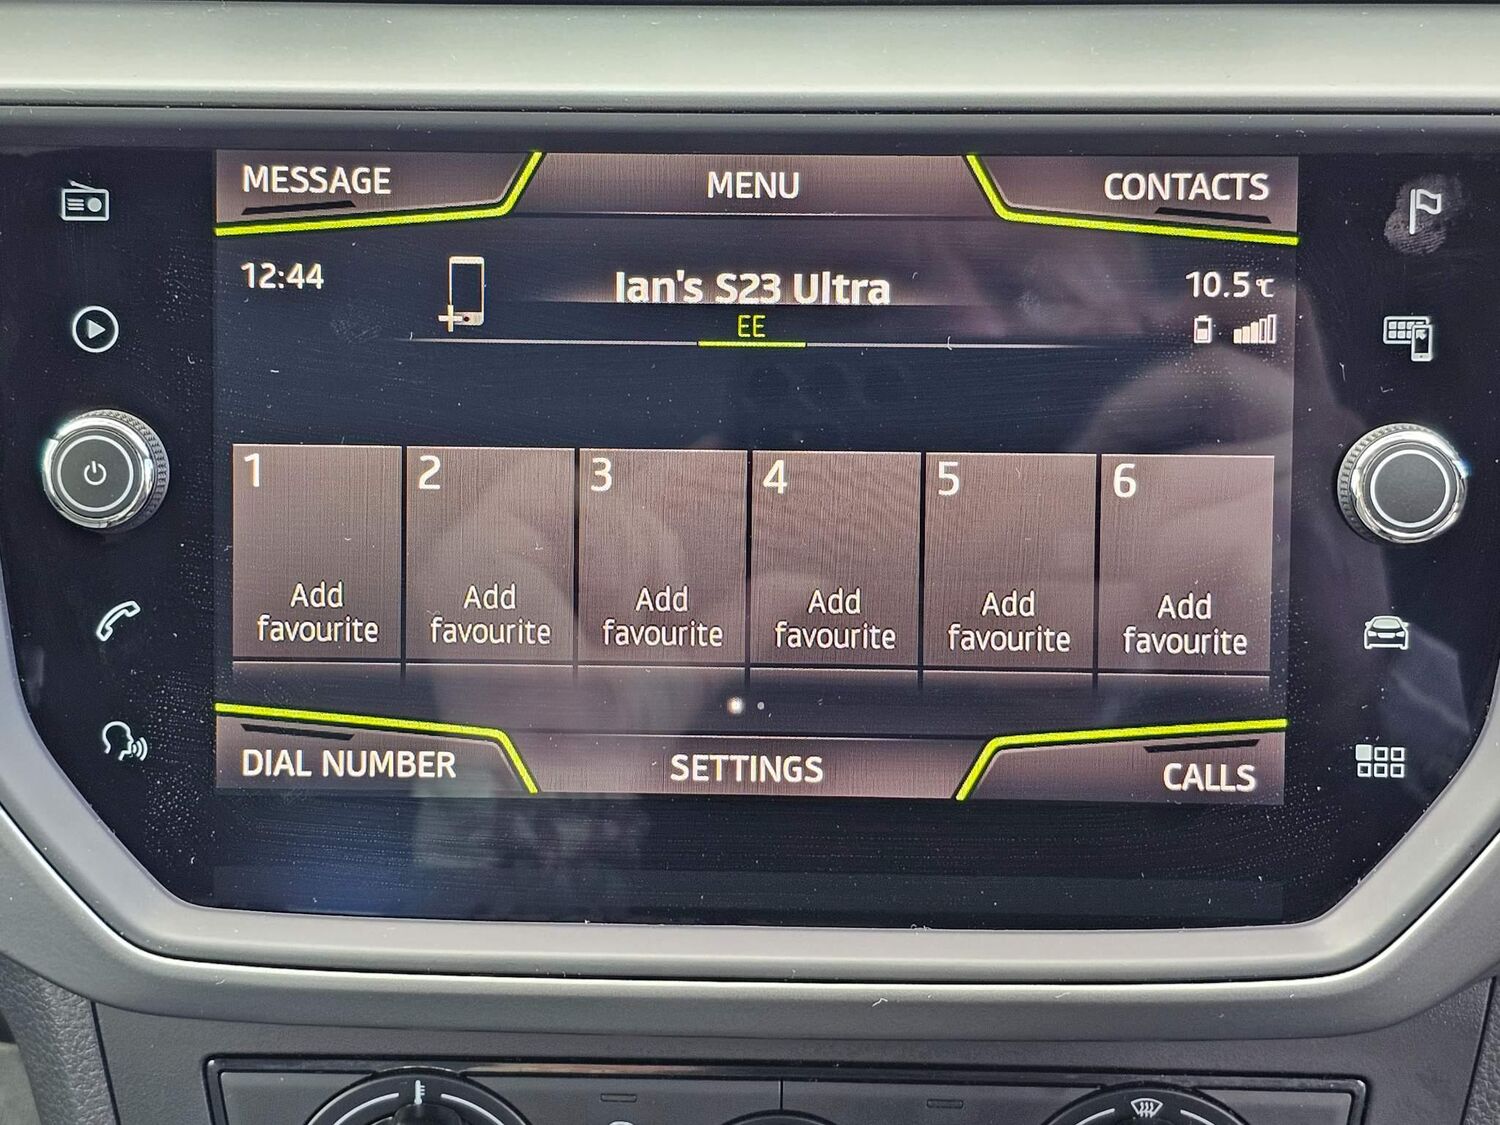 MESSAGE
MENU
CONTACTS
12:44
Ian's S23 Ultra
10.5°C
EE
1
2
3
4
5
6
Add
favourite
Add
favourite
Add
favourite
Add
favourite
Add
favourite
Add
favourite
DIAL NUMBER
SETTINGS
CALLS